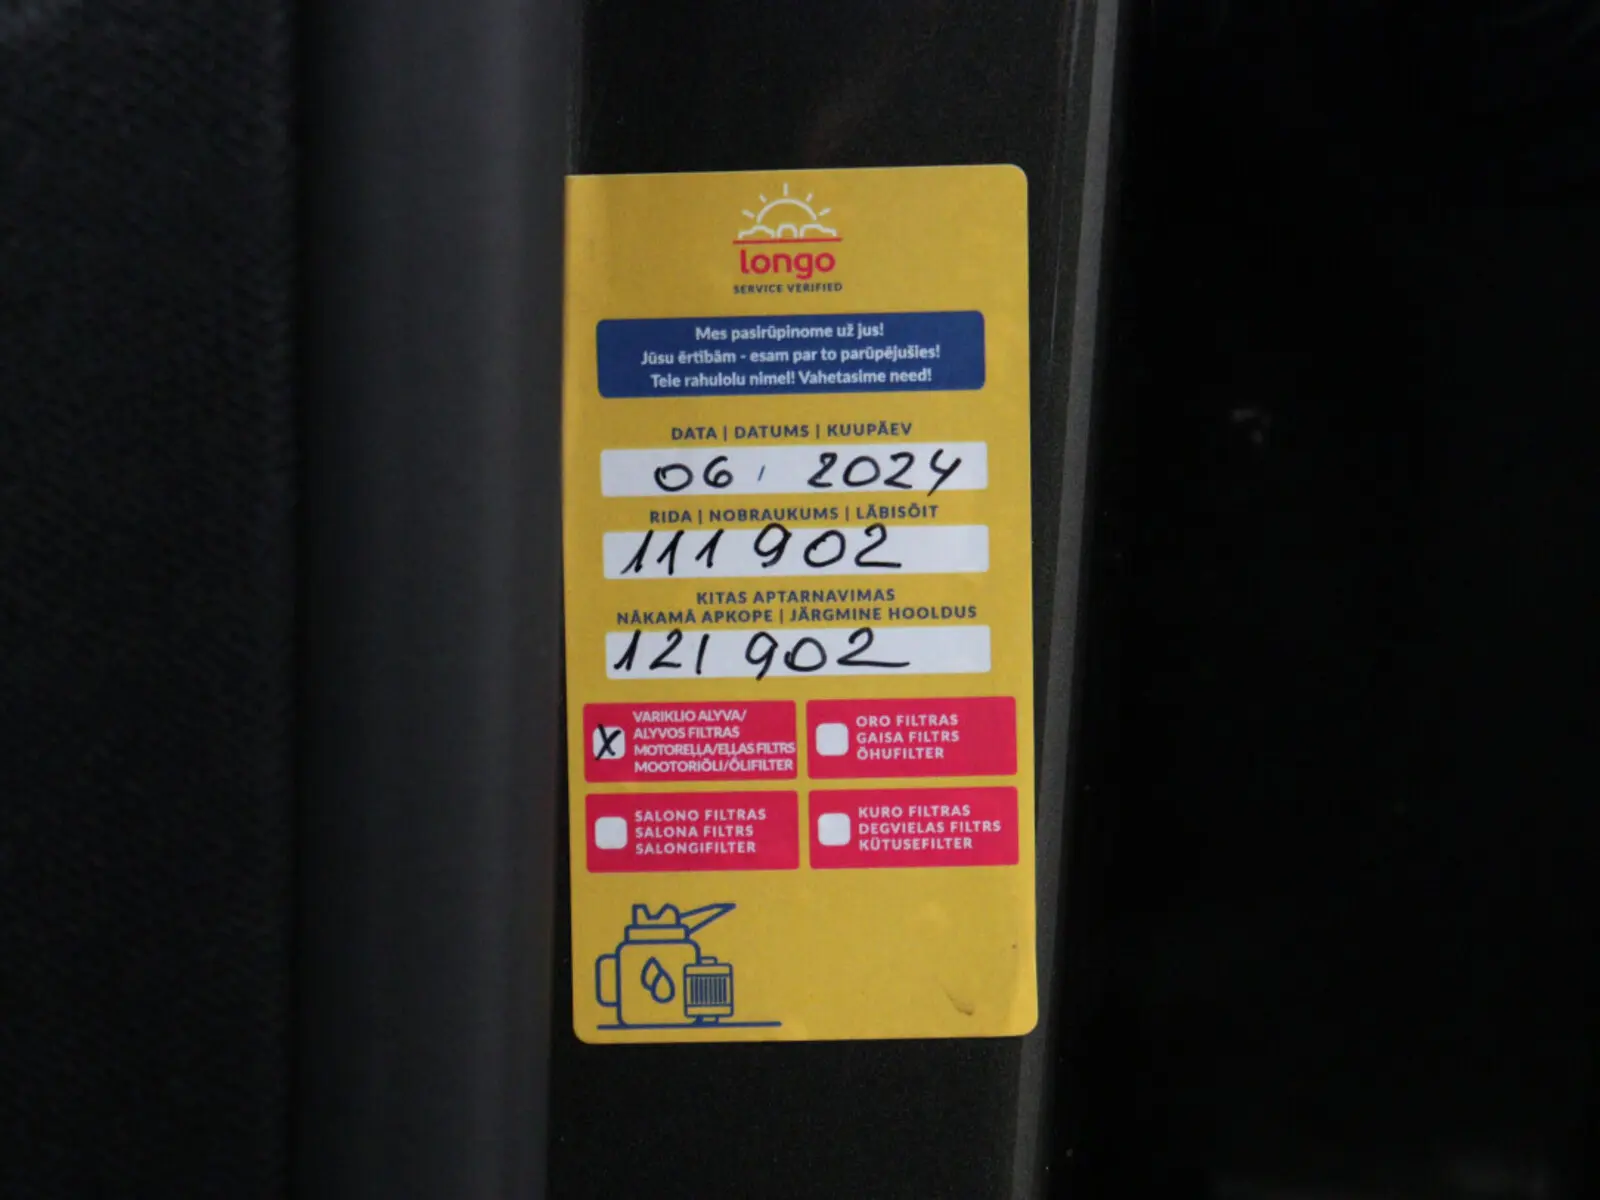 longo
SERVICE VERIFIED
Mes pasirūpinome už jus!
Jūsu ērtībām - esam par to parūpējušies!
Teie rahulolu nimel! Vahetasime need!
DATA | DATUMS | KUUPÄEV
06, 2024
RIDA | NOBRAUKUMS | LÄBISÕIT
111 902
KITAS APTARNAVIMAS
NĀKAMĀ APKOPE | JÄRGMINE HOOLDUS
121 902
X
VARIKLIO ALYVA/
ALYVOS FILTRAS
MOTOREĻĻA/EĻĻAS FILTRS
MOOTORIÕLI/ÕLIFILTER
ORO FILTRAS
GAISA FILTRS
ÕHUFILTER
SALONO FILTRAS
SALONA FILTRS
SALONGIFILTER
KURO FILTRAS
DEGVIELAS FILTRS
KÜTUSEFILTER